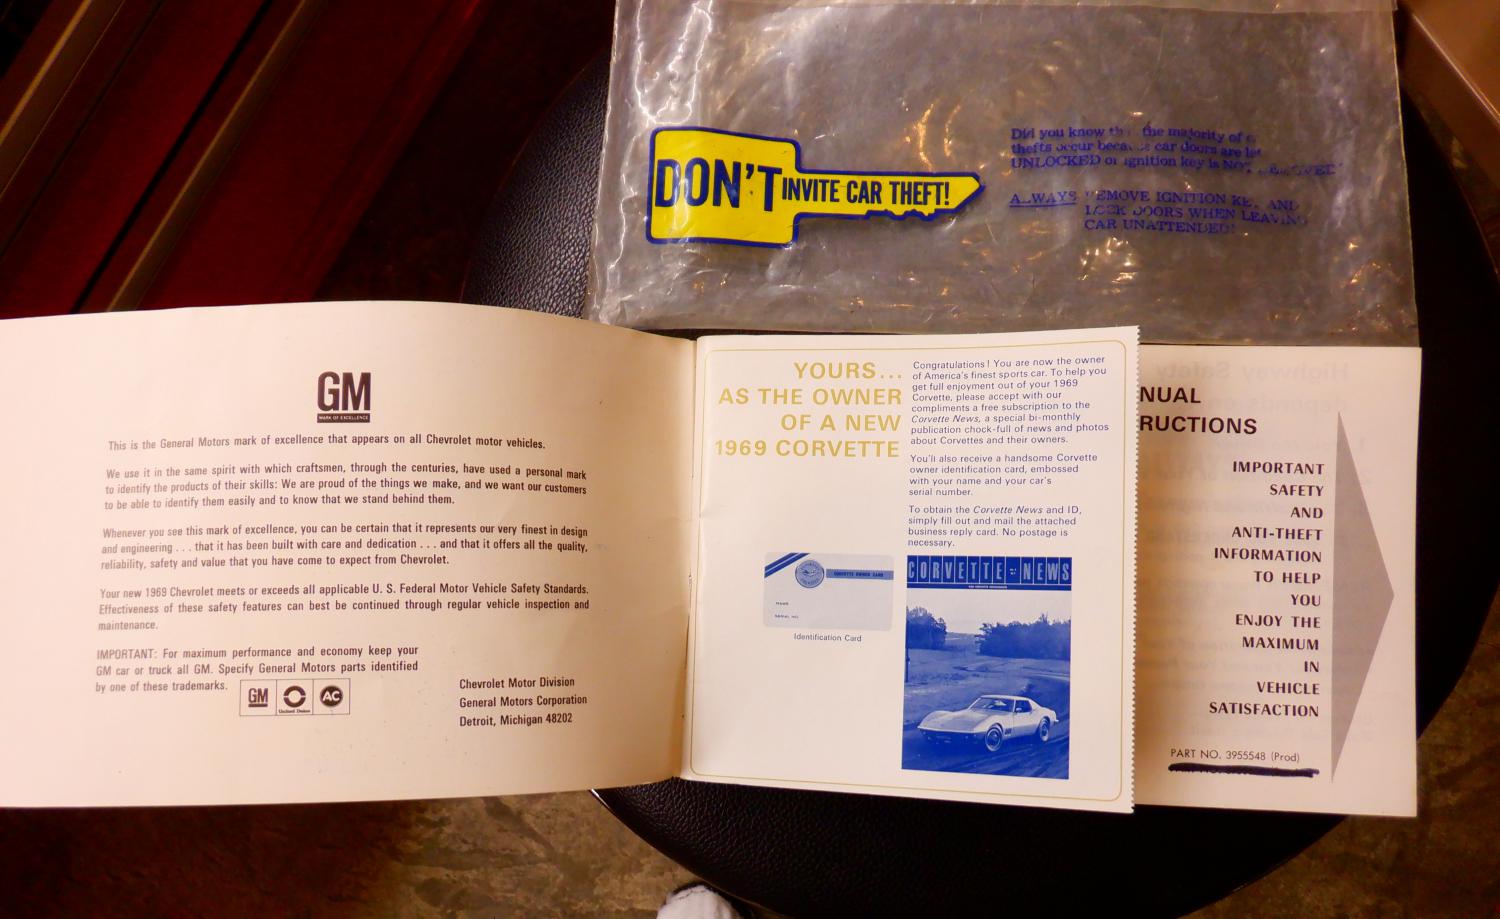 DON'T INVITE CAR THEFT!
Did you know the majority of
thefts occur because car doors are
UNLOCKED or ignition key is NOT REMOVED!
ALWAYS REMOVE IGNITION KEY AND
LOCK DOORS WHEN LEAVING
CAR UNATTENDED!
GM
MARK OF EXCELLENCE
This is the General Motors mark of excellence that appears on all Chevrolet motor vehicles.
We use it in the same spirit with which craftsmen, through the centuries, have used a personal mark
to identify the products of their skills: We are proud of the things we make, and we want our customers
to be able to identify them easily and to know that we stand behind them.
Whenever you see this mark of excellence, you can be certain that it represents our very finest in design
and engineering . . . that it has been built with care and dedication . . . and that it offers all the quality,
reliability, safety and value that you have come to expect from Chevrolet.
Your new 1969 Chevrolet meets or exceeds all applicable U. S. Federal Motor Vehicle Safety Standards.
Effectiveness of these safety features can best be continued through regular vehicle inspection and
maintenance.
IMPORTANT: For maximum performance and economy keep your
GM car or truck all GM. Specify General Motors parts identified
by one of these trademarks.
GM United Delco AC
Chevrolet Motor Division
General Motors Corporation
Detroit, Michigan 48202
YOURS...
AS THE OWNER
OF A NEW
1969 CORVETTE
Congratulations! You are now the owner
of America's finest sports car. To help you
get full enjoyment out of your 1969
Corvette, please accept with our
compliments a free subscription to the
Corvette News, a special bi-monthly
publication chock-full of news and photos
about Corvettes and their owners.
You'll also receive a handsome Corvette
owner identification card, embossed
with your name and your car's
serial number.
To obtain the Corvette News and ID,
simply fill out and mail the attached
business reply card. No postage is
necessary.
CORVETTE OWNER CARD
NAME
SERIAL NO.
Identification Card
CORVETTE NEWS
NUAL
RUCTIONS
IMPORTANT
SAFETY
AND
ANTI-THEFT
INFORMATION
TO HELP
YOU
ENJOY THE
MAXIMUM
IN
VEHICLE
SATISFACTION
PART NO. 3955548 (Prod)